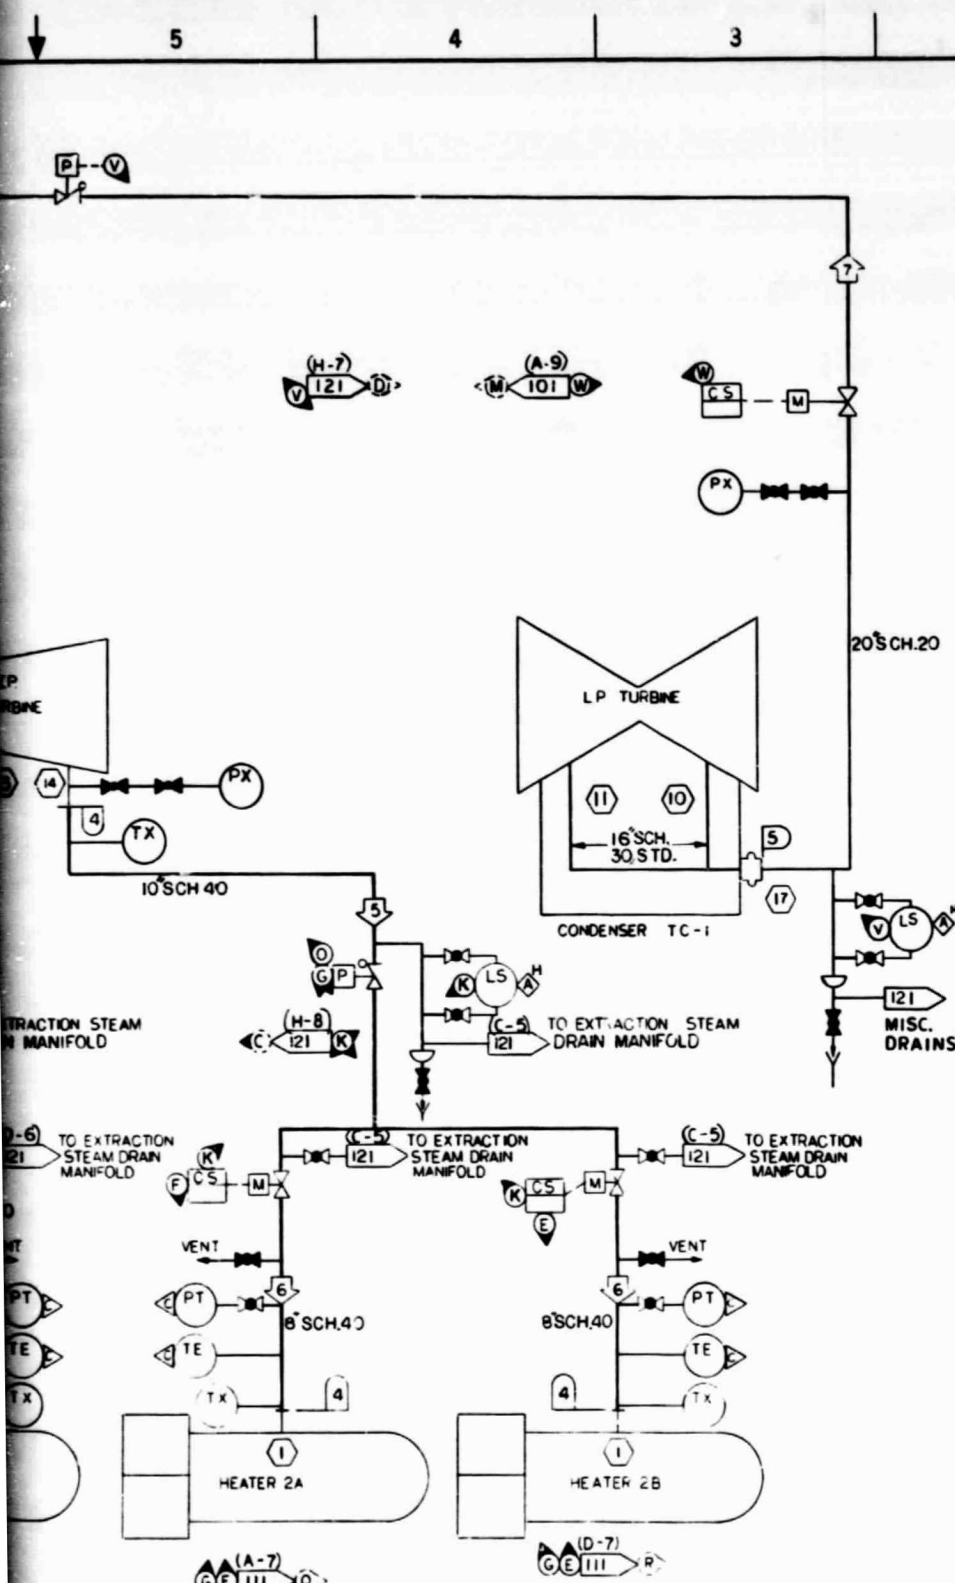 5 4 3
P V
7
(H-7)
V 121 D
(A-9)
M 101 W
W
CS M
PX
20"SCH.20
LP TURBINE
14 PX
4
TX
11 10
16"SCH.
30, STD.
5
17
10"SCH 40
CONDENSER TC-1
V LS A H
5
O
G P
K LS A H
(H-8)
C 121 K
(C-5)
121
TO EXTRACTION STEAM
DRAIN MANIFOLD
121
MISC.
DRAINS
EXTRACTION STEAM
MANIFOLD
121
TO EXTRACTION
STEAM DRAIN
MANIFOLD
(C-5)
121
TO EXTRACTION
STEAM DRAIN
MANIFOLD
(C-5)
121
TO EXTRACTION
STEAM DRAIN
MANIFOLD
K
F CS M
K CS M
E
VENT
VENT
6
6
PT C
C PT
PT C
8"SCH.40
8"SCH.40
TE C
C TE
TE C
TX
TX
TX
4
4
1
1
HEATER 2A
HEATER 2B
(A-7)
G E 111 O
(D-7)
G E 111 R